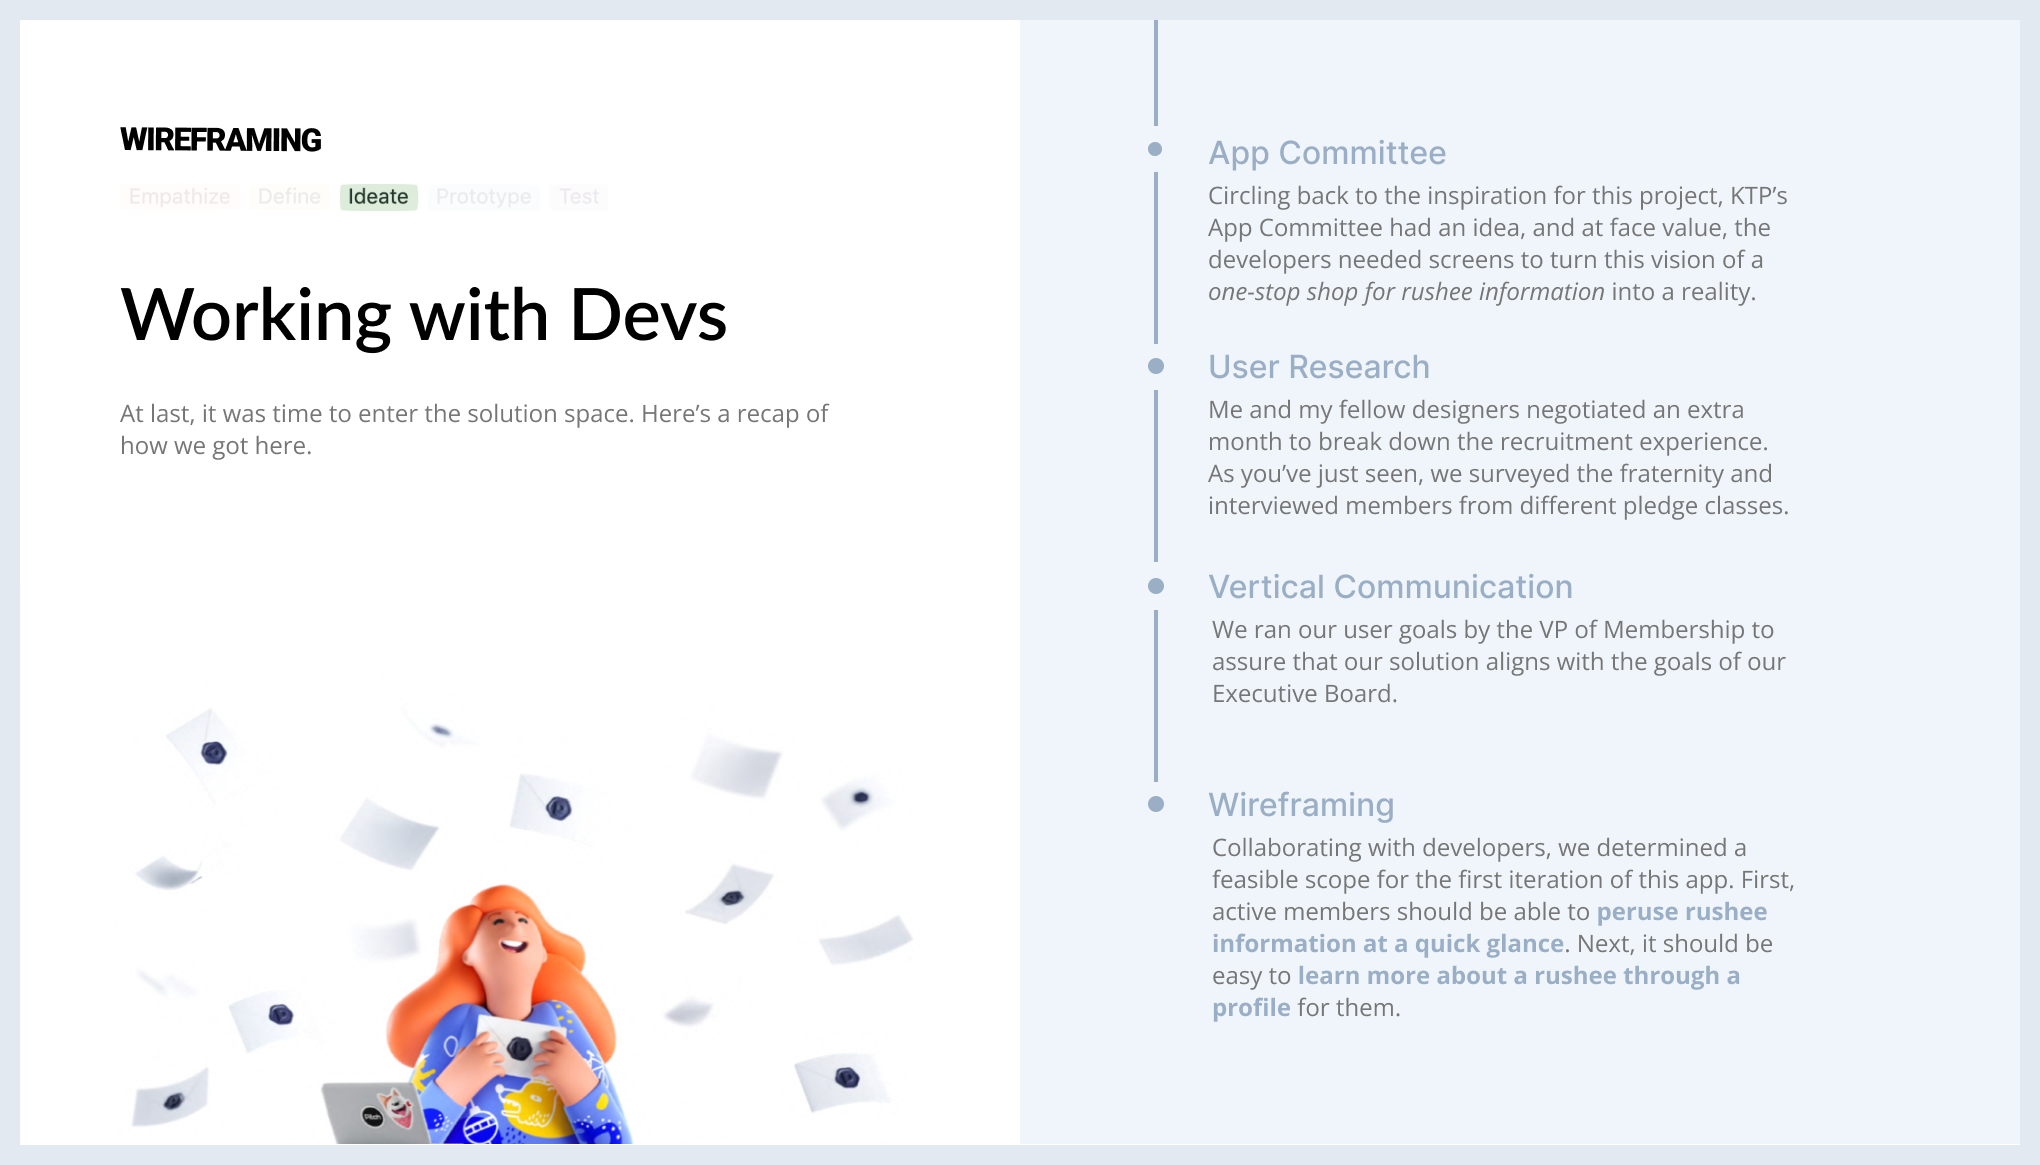 WIREFRAMING
Empathize Define Ideate Prototype Test
Working with Devs
At last, it was time to enter the solution space. Here’s a recap of
how we got here.
App Committee
Circling back to the inspiration for this project, KTP’s
App Committee had an idea, and at face value, the
developers needed screens to turn this vision of a
one-stop shop for rushee information into a reality.
User Research
Me and my fellow designers negotiated an extra
month to break down the recruitment experience.
As you’ve just seen, we surveyed the fraternity and
interviewed members from different pledge classes.
Vertical Communication
We ran our user goals by the VP of Membership to
assure that our solution aligns with the goals of our
Executive Board.
Wireframing
Collaborating with developers, we determined a
feasible scope for the first iteration of this app. First,
active members should be able to peruse rushee
information at a quick glance. Next, it should be
easy to learn more about a rushee through a
profile for them.
Pitch